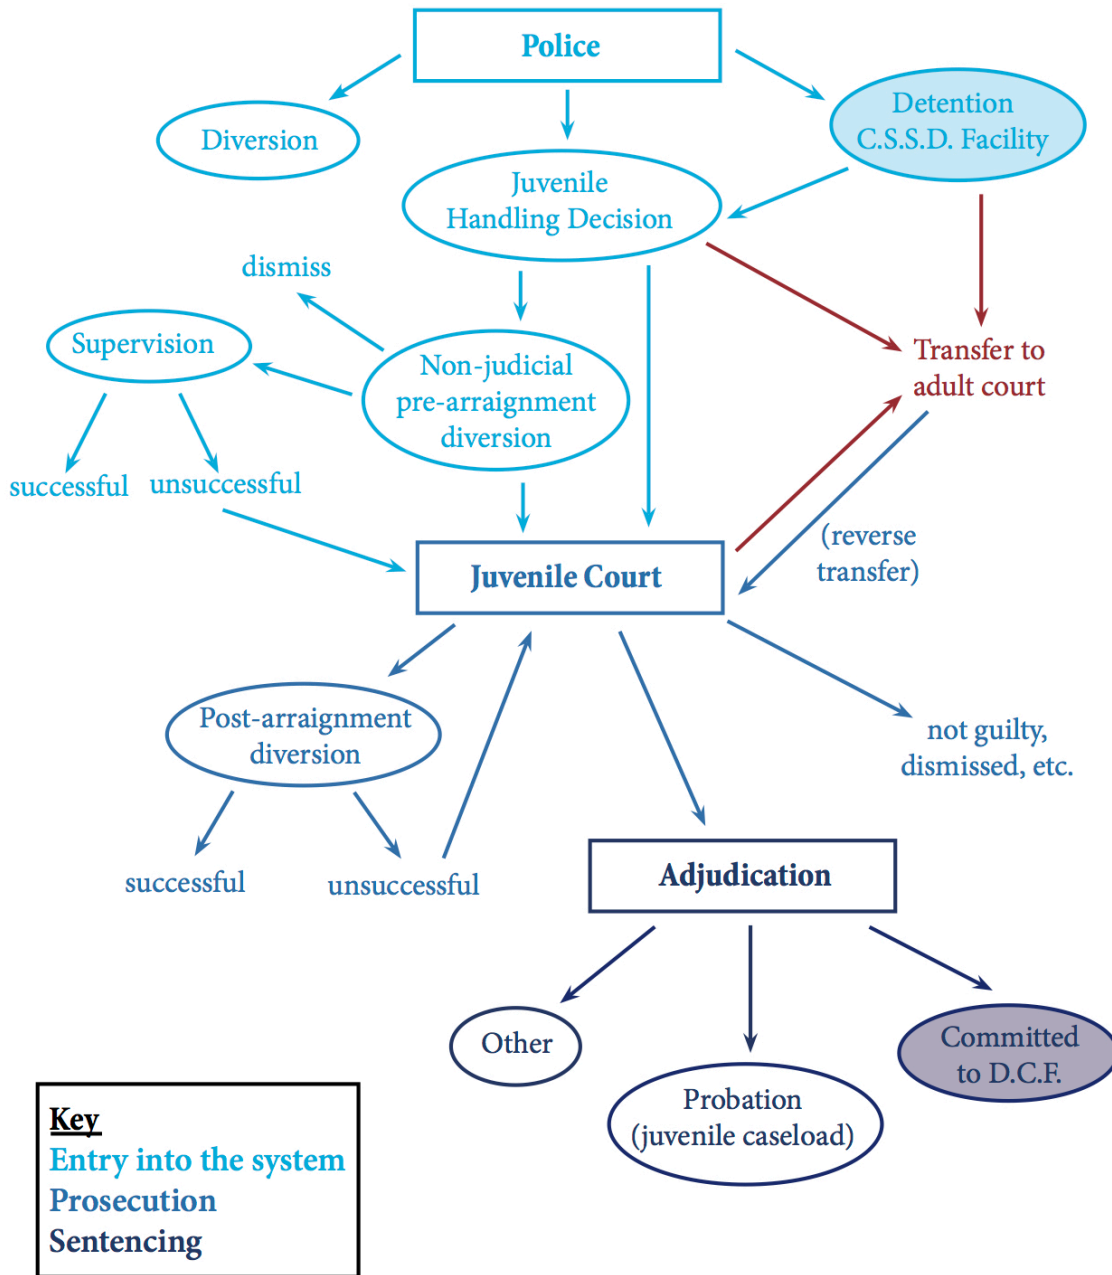 Police
Diversion
Detention
C.S.S.D. Facility
Juvenile
Handling Decision
dismiss
Supervision
Non-judicial
pre-arraignment
diversion
Transfer to
adult court
successful
unsuccessful
(reverse
transfer)
Juvenile Court
Post-arraignment
diversion
not guilty,
dismissed, etc.
successful
unsuccessful
Adjudication
Other
Probation
(juvenile caseload)
Committed
to D.C.F.
Key
Entry into the system
Prosecution
Sentencing